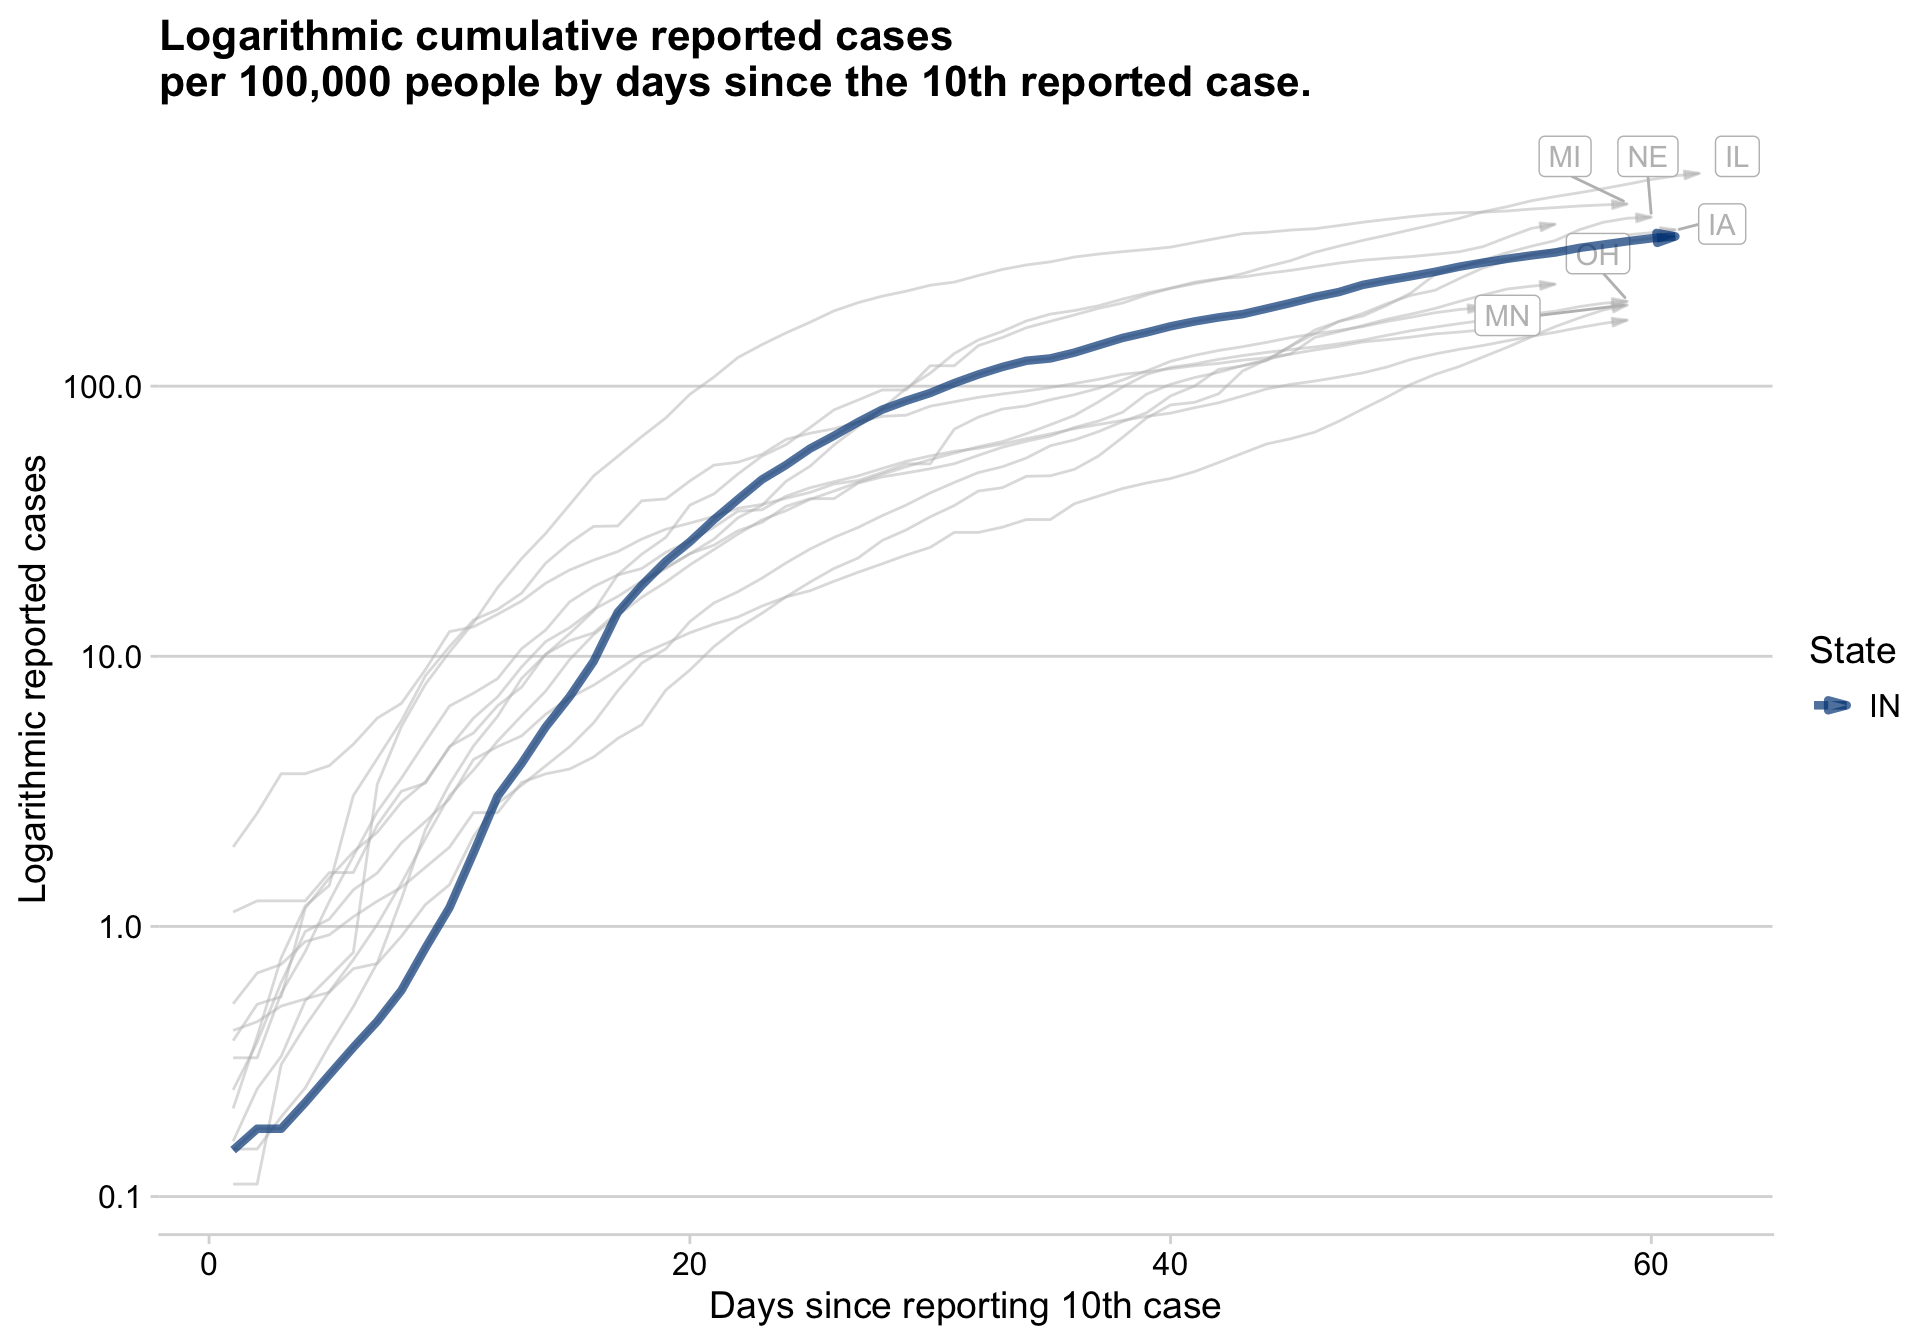 Logarithmic cumulative reported cases
per 100,000 people by days since the 10th reported case.
MI
NE
IL
IA
OH
MN
100.0
10.0
1.0
0.1
Logarithmic reported cases
State
IN
0
20
40
60
Days since reporting 10th case